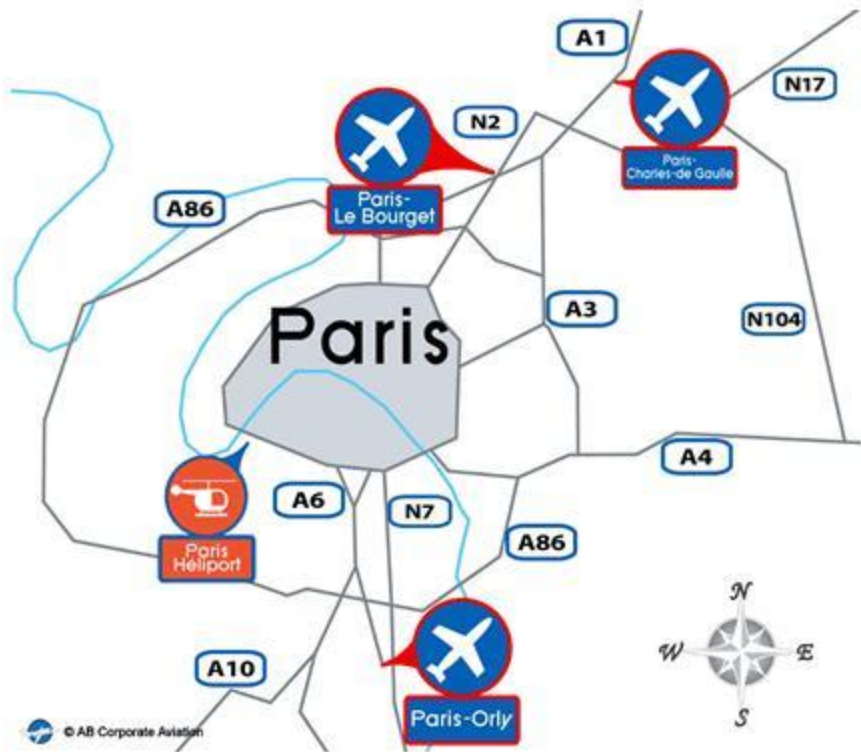 A1
N17
N2
Paris-
Charles-de Gaulle
Paris-
Le Bourget
A86
Paris
A3
N104
A4
A6
N7
A86
Paris
Héliport
N
W
E
S
A10
Paris-Orly
© AB Corporate Aviation